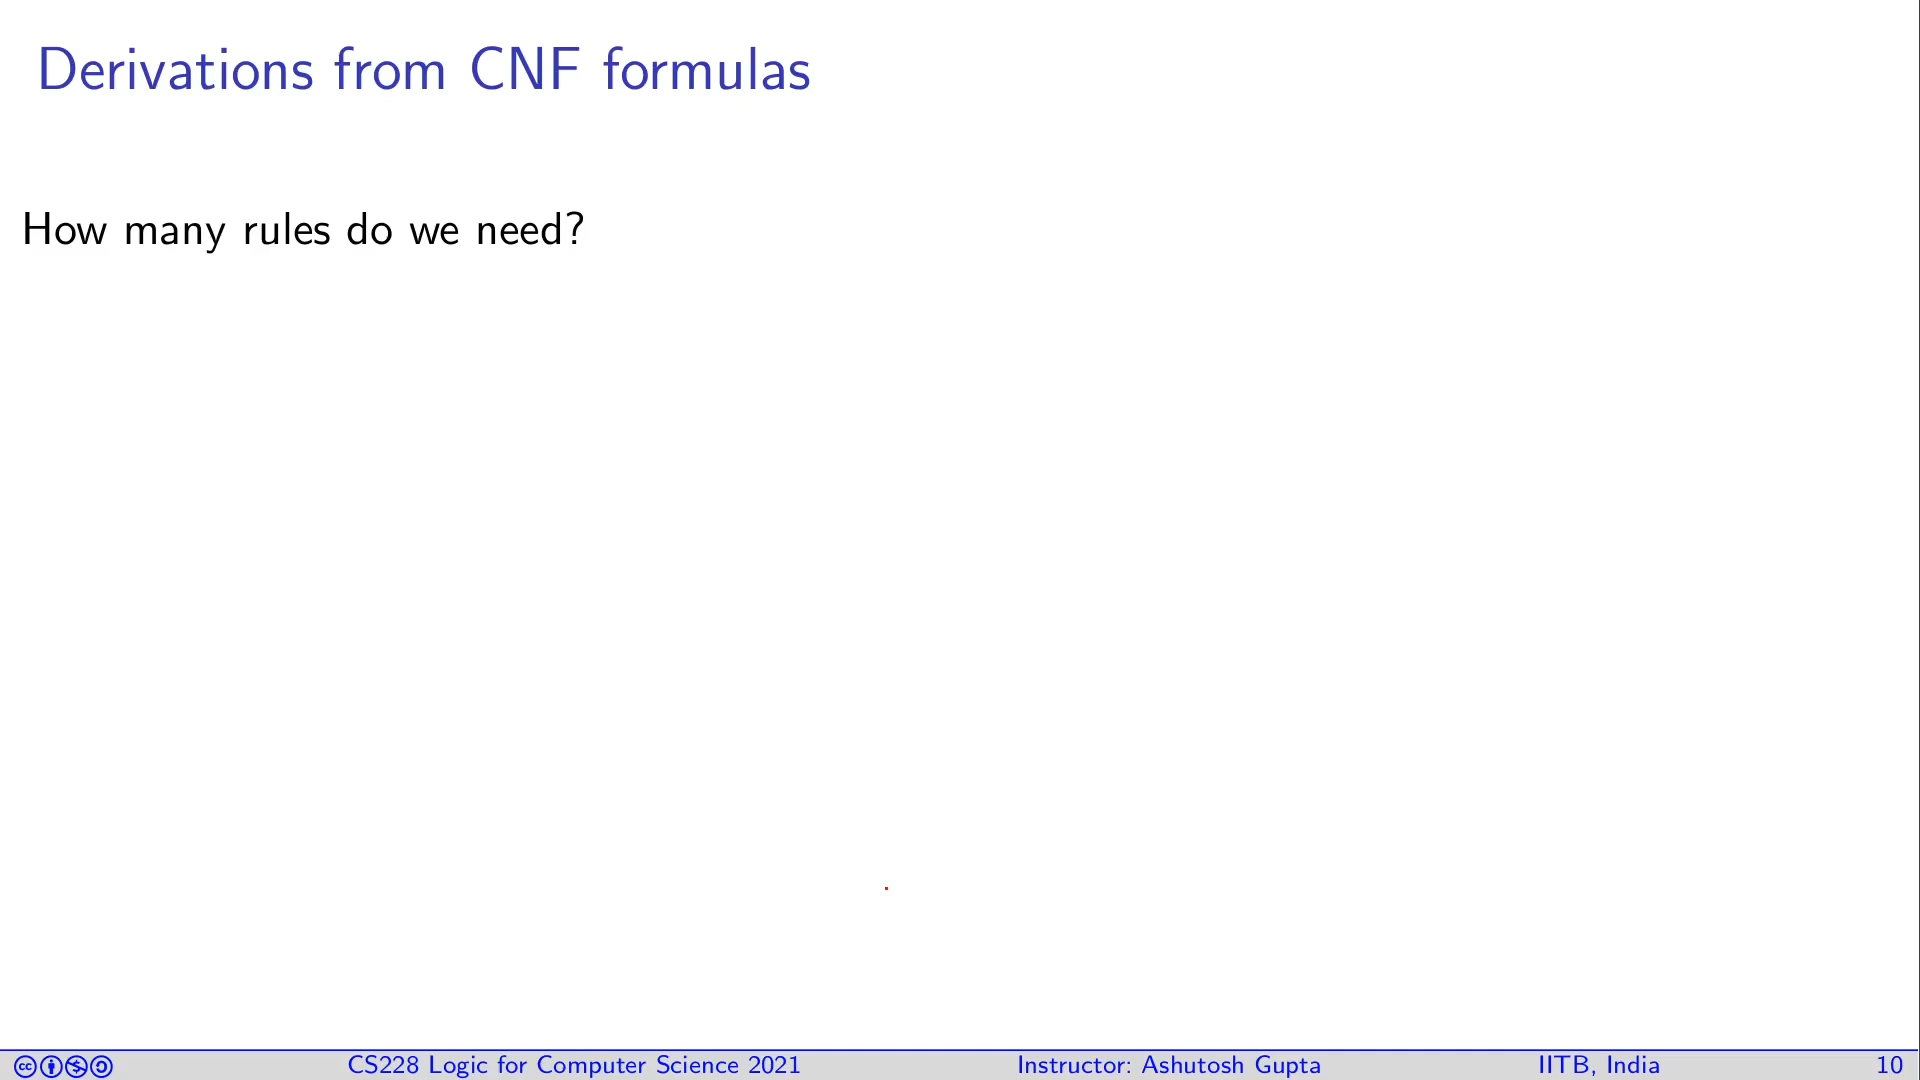 Derivations from CNF formulas
How many rules do we need?
CS228 Logic for Computer Science 2021 Instructor: Ashutosh Gupta IITB, India 10